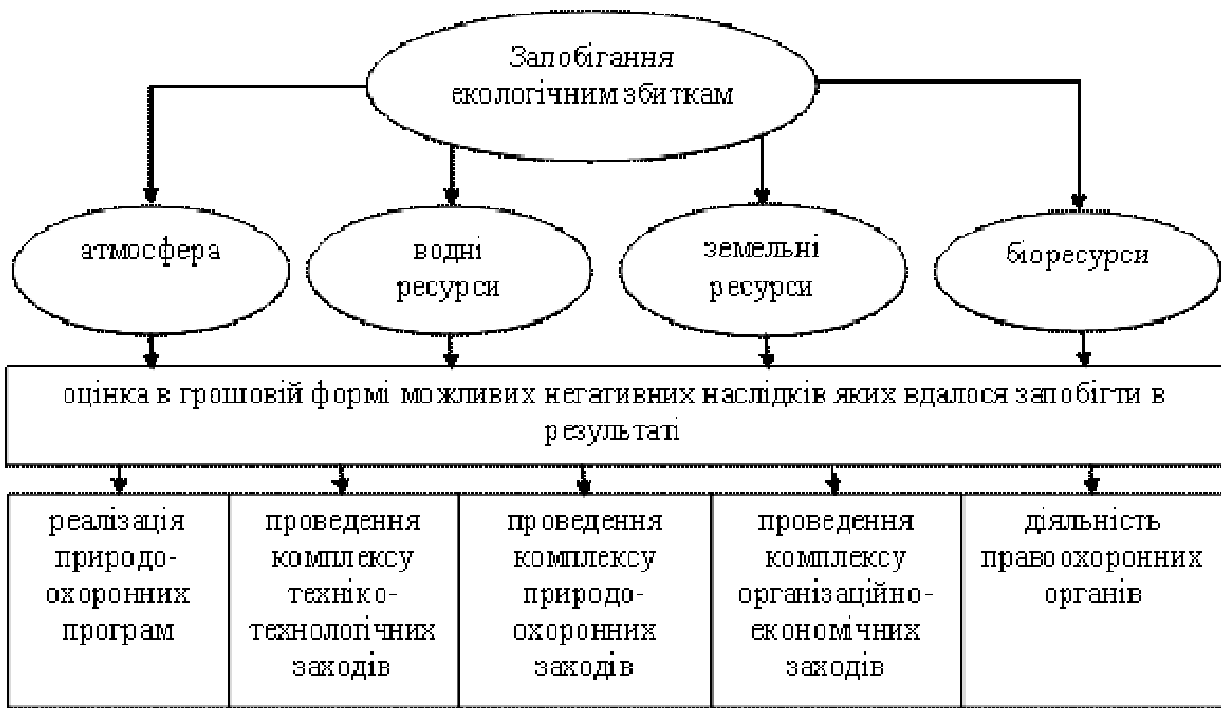 Запобігання
екологічним збиткам
атмосфера
водні
ресурси
земельні
ресурси
біоресурси
оцінка в грошовій формі можливих негативних наслідків яких вдалося запобігти в
результаті
реалізація
природо-
охоронних
програм
проведення
комплексу
техніко-
технологічних
заходів
проведення
комплексу
природо-
охоронних
заходів
проведення
комплексу
організаційно-
економічних
заходів
діяльність
правоохоронних
органів